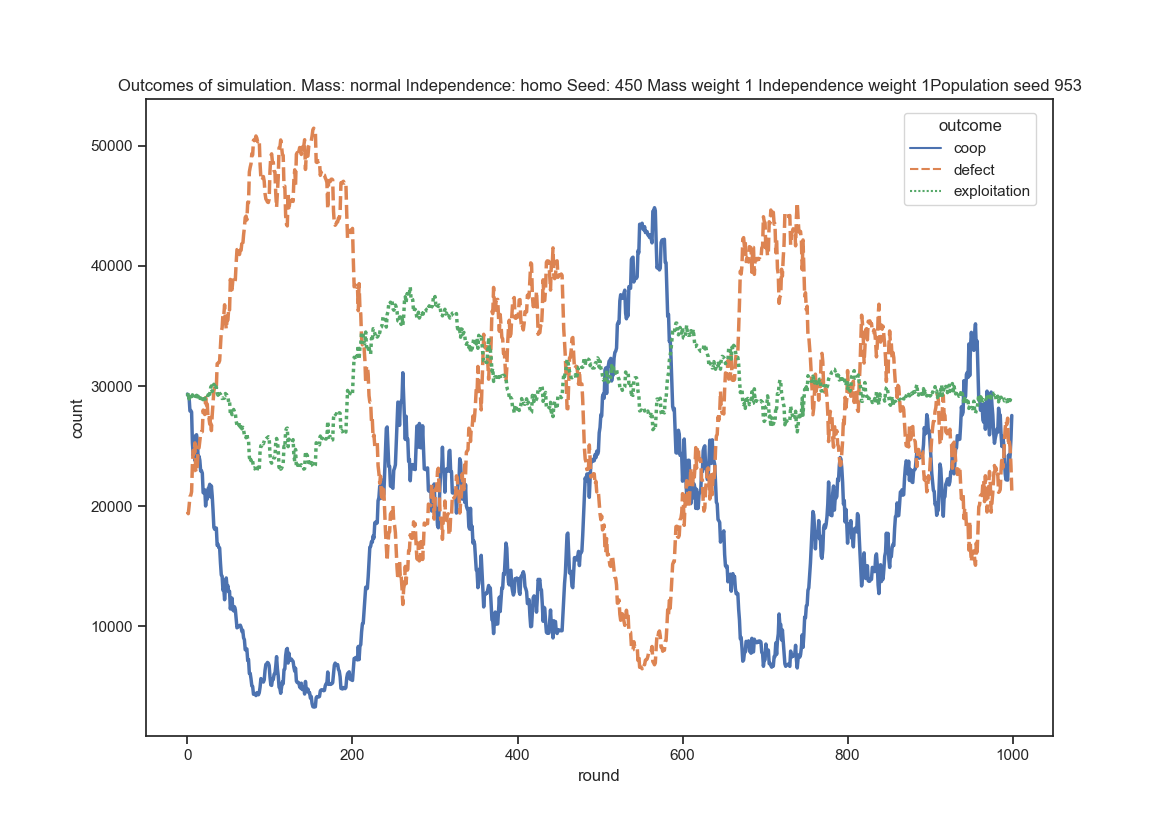 Outcomes of simulation. Mass: normal Independence: homo Seed: 450 Mass weight 1 Independence weight 1Population seed 953
outcome
coop
defect
exploitation
50000
40000
30000
20000
10000
count
0 200 400 600 800 1000
round